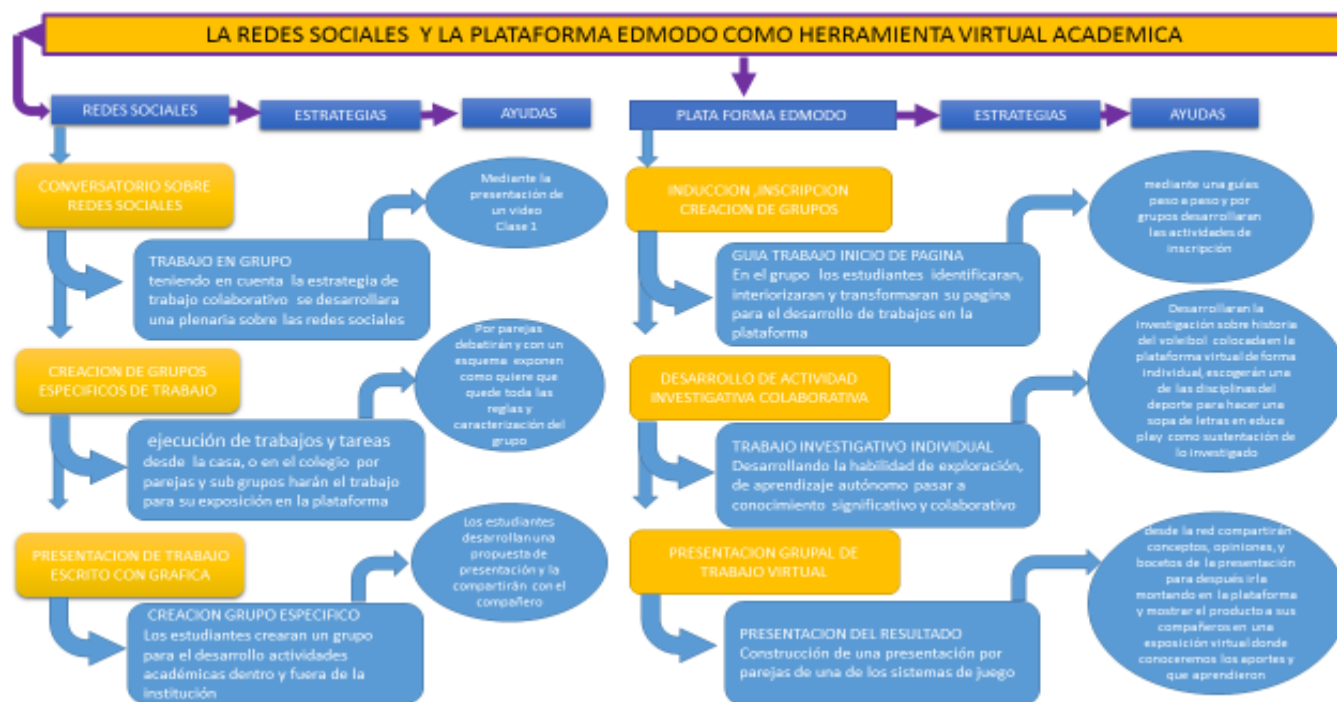 LA REDES SOCIALES Y LA PLATAFORMA EDMODO COMO HERRAMIENTA VIRTUAL ACADEMICA
REDES SOCIALES
ESTRATEGIAS
AYUDAS
CONVERSATORIO SOBRE
REDES SOCIALES
Mediante la
presentación de
un video
Clase 1
TRABAJO EN GRUPO
teniendo en cuenta la estrategia de
trabajo colaborativo se desarrollara
una plenaria sobre las redes sociales
CREACION DE GRUPOS
ESPECIFICOS DE TRABAJO
Por parejas
debatirán y con un
esquema exponen
como quiere que
quede toda las
reglas y
caracterización del
grupo
ejecución de trabajos y tareas
desde la casa, o en el colegio por
parejas y sub grupos harán el trabajo
para su exposición en la plataforma
PRESENTACION DE TRABAJO
ESCRITO CON GRAFICA
Los estudiantes
desarrollan una
propuesta de
presentación y la
compartirán con el
compañero
CREACION GRUPO ESPECIFICO
Los estudiantes crearan un grupo
para el desarrollo actividades
académicas dentro y fuera de la
institución
PLATA FORMA EDMODO
ESTRATEGIAS
AYUDAS
INDUCCION ,INSCRIPCION
CREACION DE GRUPOS
mediante una guías
paso a paso y por
grupos desarrollaran
las actividades de
inscripción
GUIA TRABAJO INICIO DE PAGINA
En el grupo los estudiantes identificaran,
interiorizaran y transformaran su pagina
para el desarrollo de trabajos en la
plataforma
DESARROLLO DE ACTIVIDAD
INVESTIGATIVA COLABORATIVA
Desarrollaran la
investigación sobre historia
del voleibol colocada en la
plataforma virtual de forma
individual, escogerán una
de las disciplinas del
deporte para hacer una
sopa de letras en educa
play como sustentación de
lo investigado
TRABAJO INVESTIGATIVO INDIVIDUAL
Desarrollando la habilidad de exploración,
de aprendizaje autónomo pasar a
conocimiento significativo y colaborativo
PRESENTACION GRUPAL DE
TRABAJO VIRTUAL
desde la red compartirán
conceptos, opiniones, y
bocetos de la presentación
para después irla
montando en la plataforma
y mostrar el producto a sus
compañeros en una
exposición virtual donde
conoceremos los aportes y
que aprendieron
PRESENTACION DEL RESULTADO
Construcción de una presentación por
parejas de una de los sistemas de juego